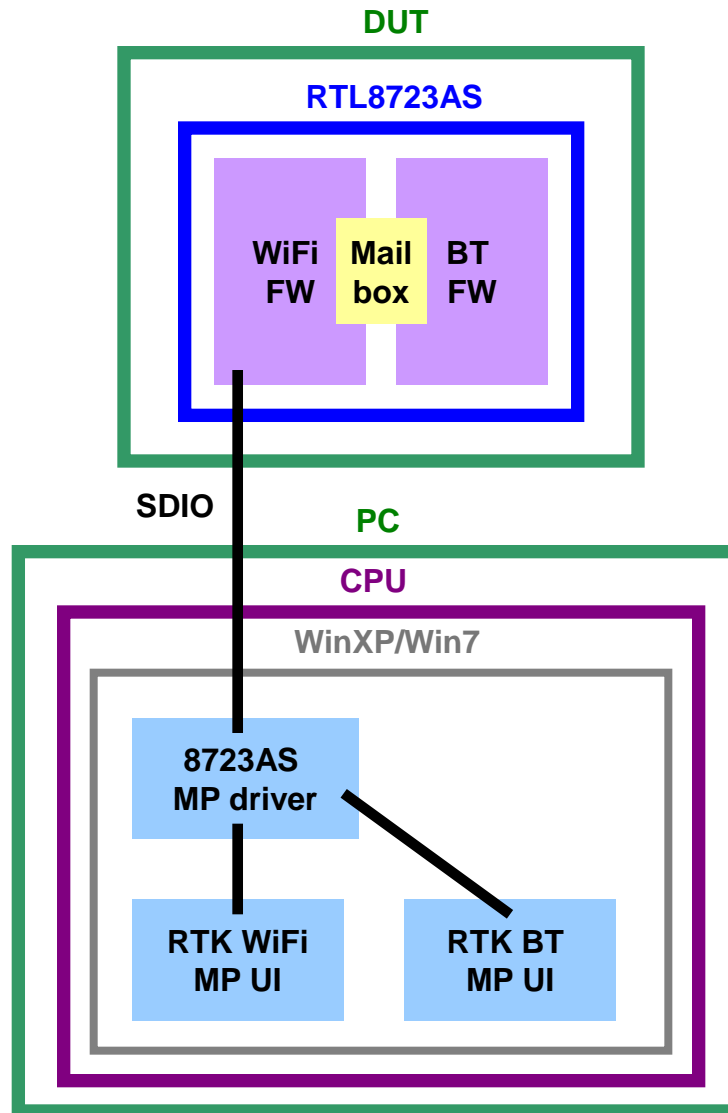 DUT
RTL8723AS
WiFi
FW
Mail
box
BT
FW
SDIO
PC
CPU
WinXP/Win7
8723AS
MP driver
RTK WiFi
MP UI
RTK BT
MP UI